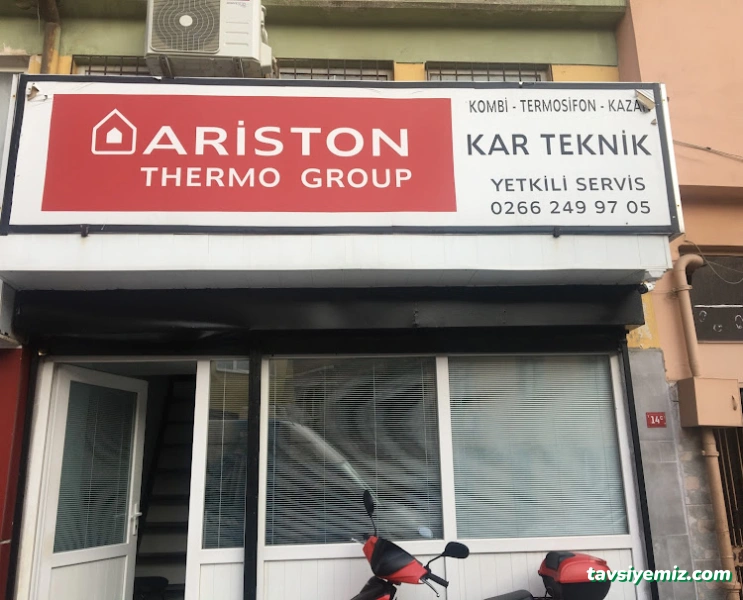 ARİSTON
THERMO GROUP
KOMBİ - TERMOSİFON - KAZAN
KAR TEKNİK
YETKİLİ SERVİS
0266 249 97 05
14
tavsiyemiz.com